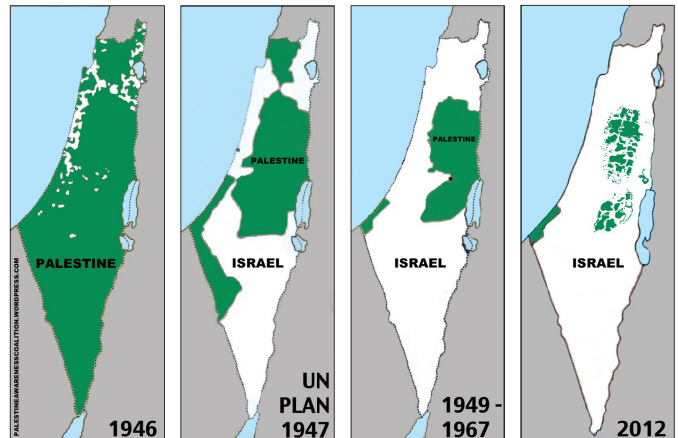 PALESTINEAWARENESSCOALITION.WORDPRESS.COM
PALESTINE
1946
PALESTINE
ISRAEL
UN
PLAN
1947
PALESTINE
ISRAEL
1949 -
1967
ISRAEL
2012